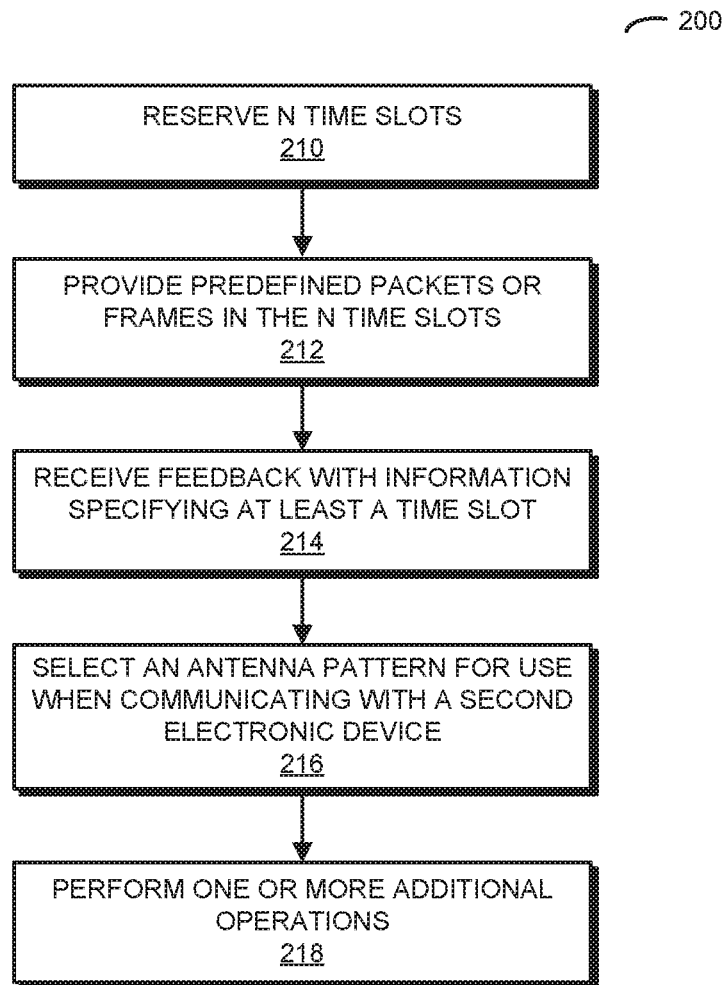 200
RESERVE N TIME SLOTS
210
PROVIDE PREDEFINED PACKETS OR
FRAMES IN THE N TIME SLOTS
212
RECEIVE FEEDBACK WITH INFORMATION
SPECIFYING AT LEAST A TIME SLOT
214
SELECT AN ANTENNA PATTERN FOR USE
WHEN COMMUNICATING WITH A SECOND
ELECTRONIC DEVICE
216
PERFORM ONE OR MORE ADDITIONAL
OPERATIONS
218